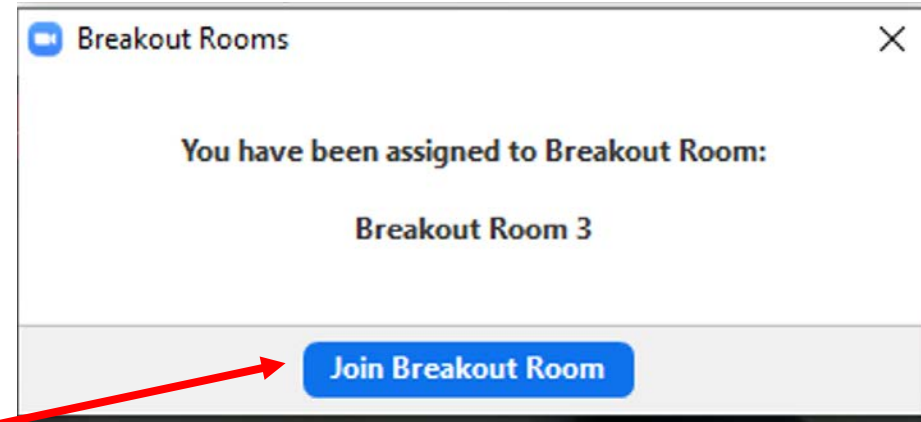 Breakout Rooms
You have been assigned to Breakout Room:
Breakout Room 3
Join Breakout Room